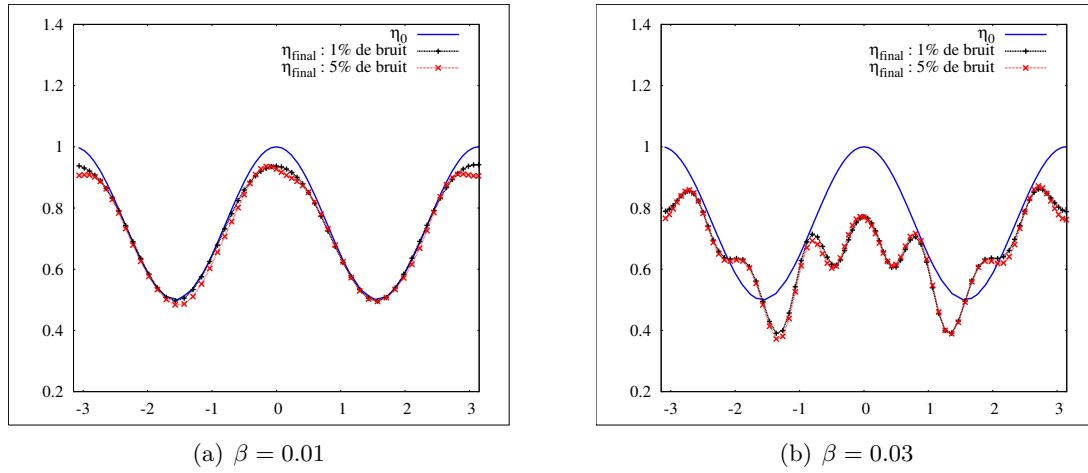 1.4
η0
ηfinal : 1% de bruit
ηfinal : 5% de bruit
1.2
1
0.8
0.6
0.4
0.2
-3 -2 -1 0 1 2 3
(a) β = 0.01
1.4
η0
ηfinal : 1% de bruit
ηfinal : 5% de bruit
1.2
1
0.8
0.6
0.4
0.2
-3 -2 -1 0 1 2 3
(b) β = 0.03